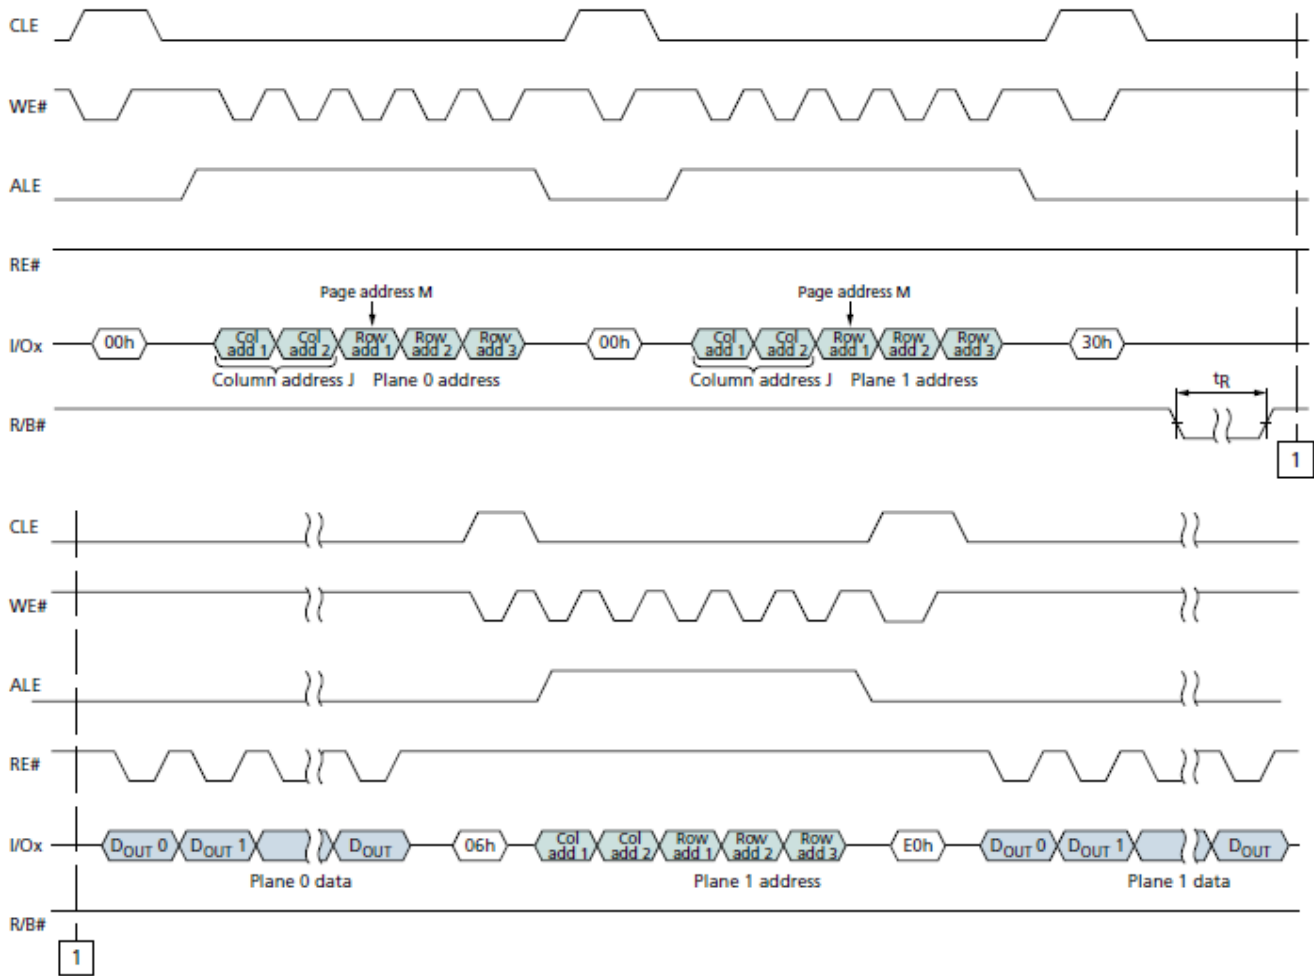 CLE
WE#
ALE
RE#
Page address M Page address M
I/Ox 00h Col add 1 Col add 2 Row add 1 Row add 2 Row add 3 00h Col add 1 Col add 2 Row add 1 Row add 2 Row add 3 30h
Column address J Plane 0 address Column address J Plane 1 address
tR
R/B#
1
CLE
WE#
ALE
RE#
I/Ox DOUT 0 DOUT 1 DOUT 06h Col add 1 Col add 2 Row add 1 Row add 2 Row add 3 E0h DOUT 0 DOUT 1 DOUT
Plane 0 data Plane 1 address Plane 1 data
R/B#
1